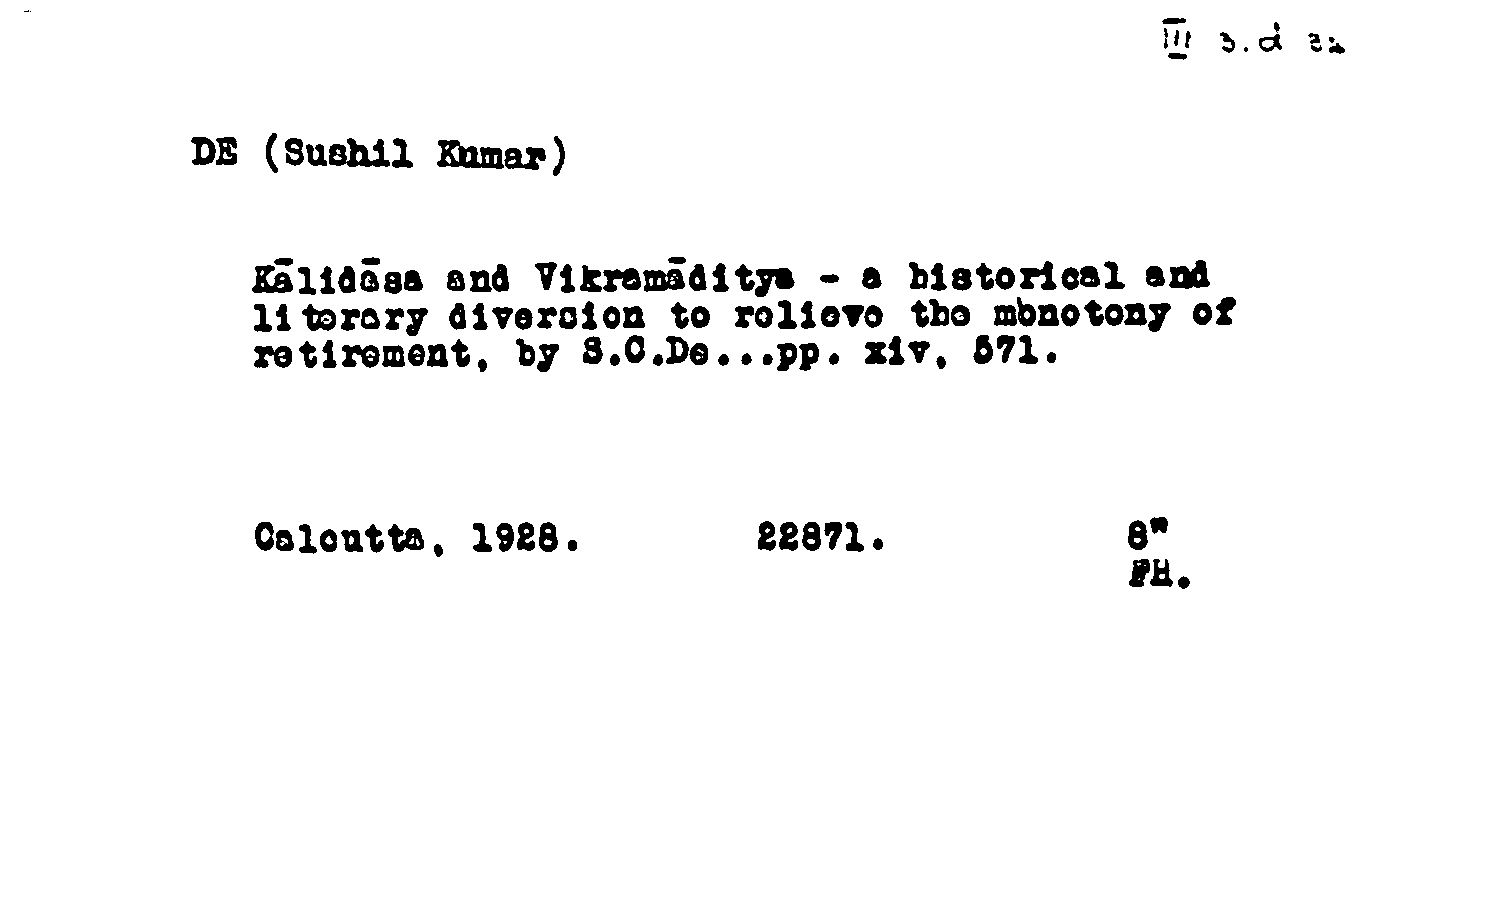 III 3.d 32
DE (Sushil Kumar)
Kālidāsa and Vikramāditya - a historical and
literary diversion to relieve the monotony of
retirement, by S.C.De...pp. xiv, 571.
Calcutta, 1928. 22871. 8"
FH.